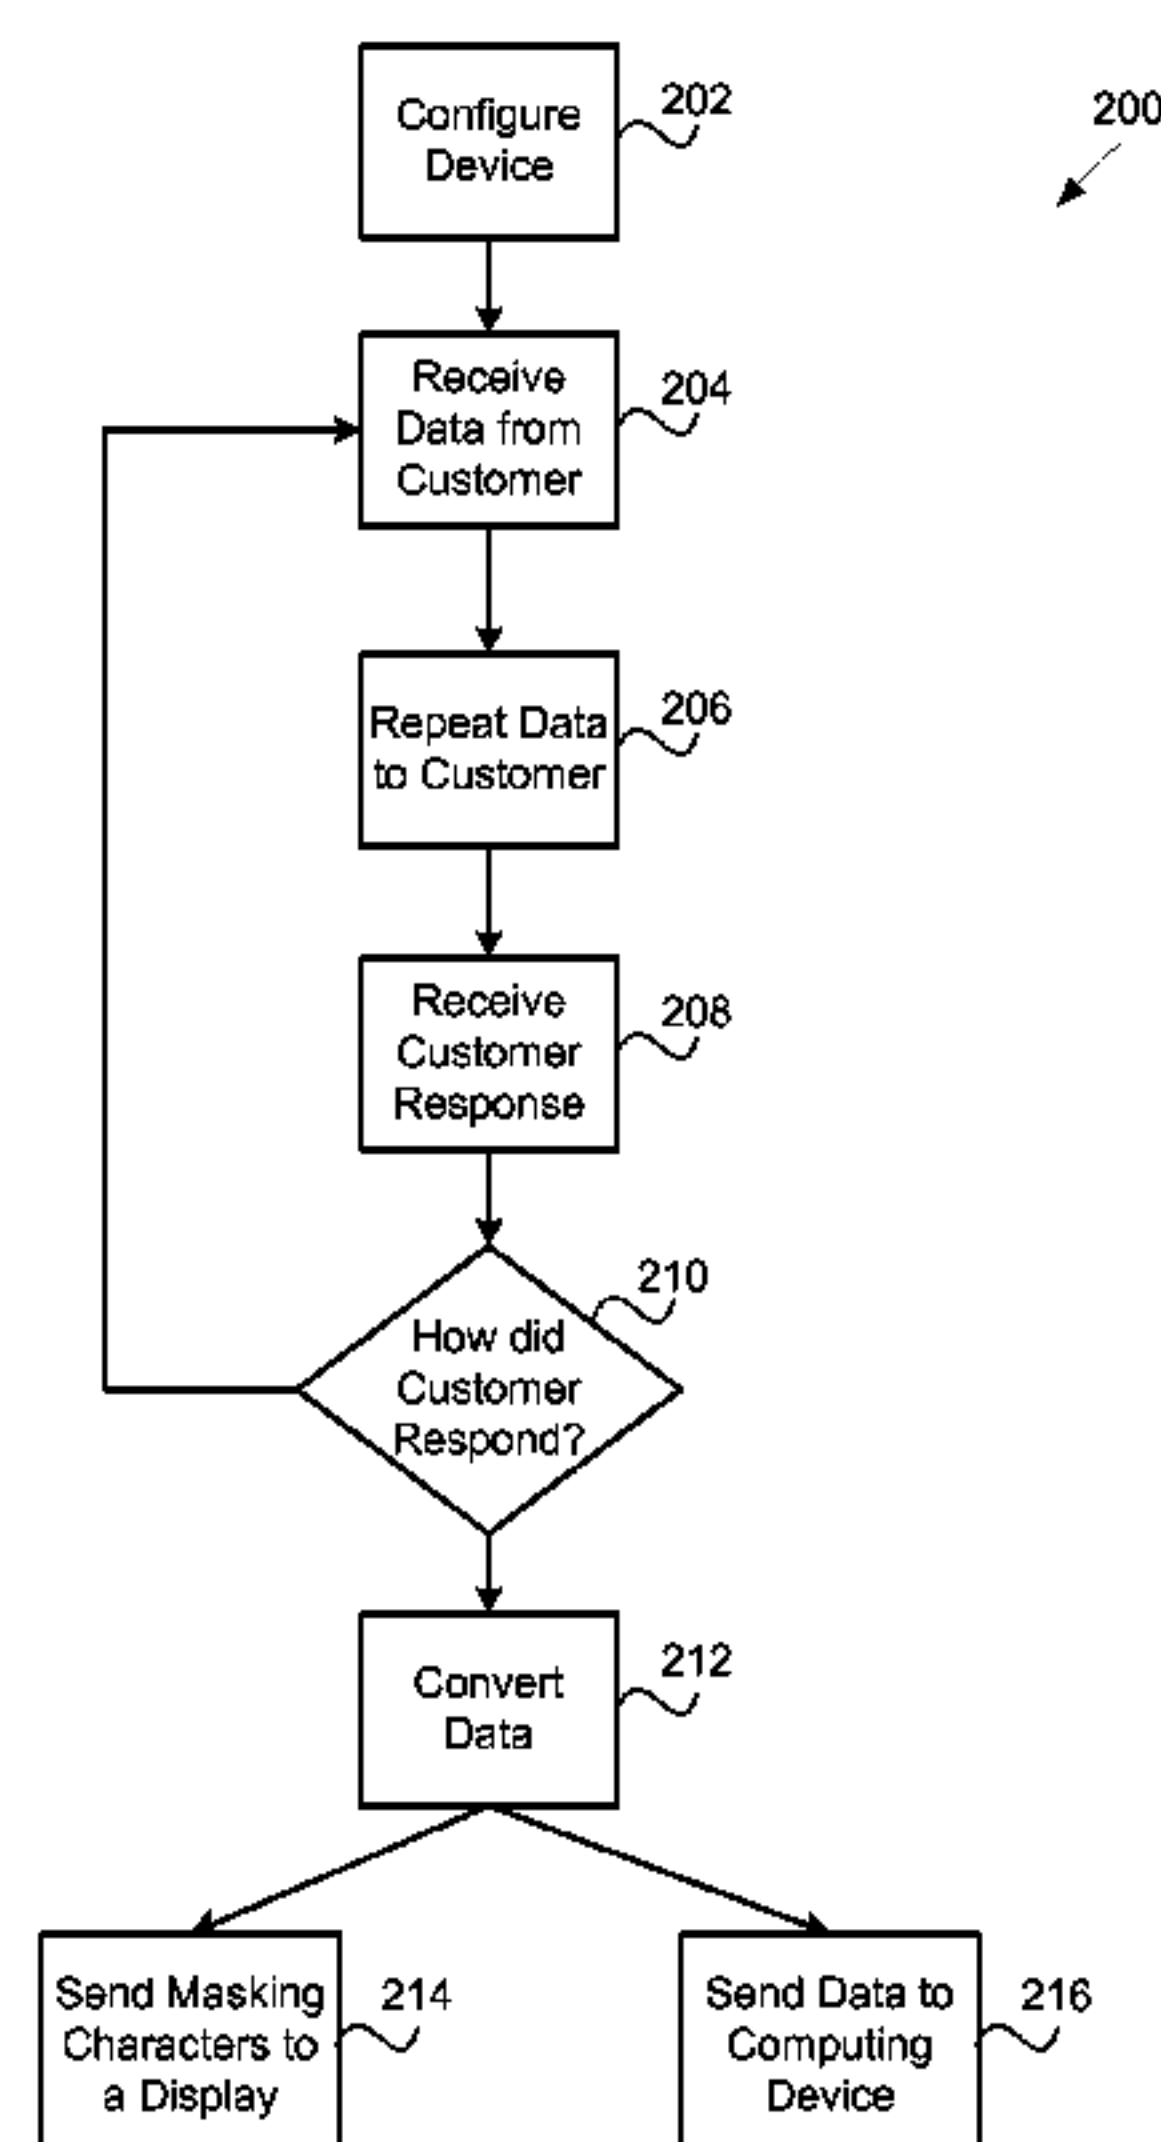 Configure
Device
202
200
Receive
Data from
Customer
204
Repeat Data
to Customer
206
Receive
Customer
Response
208
210
How did
Customer
Respond?
Convert
Data
212
Send Masking
Characters to
a Display
214
Send Data to
Computing
Device
216